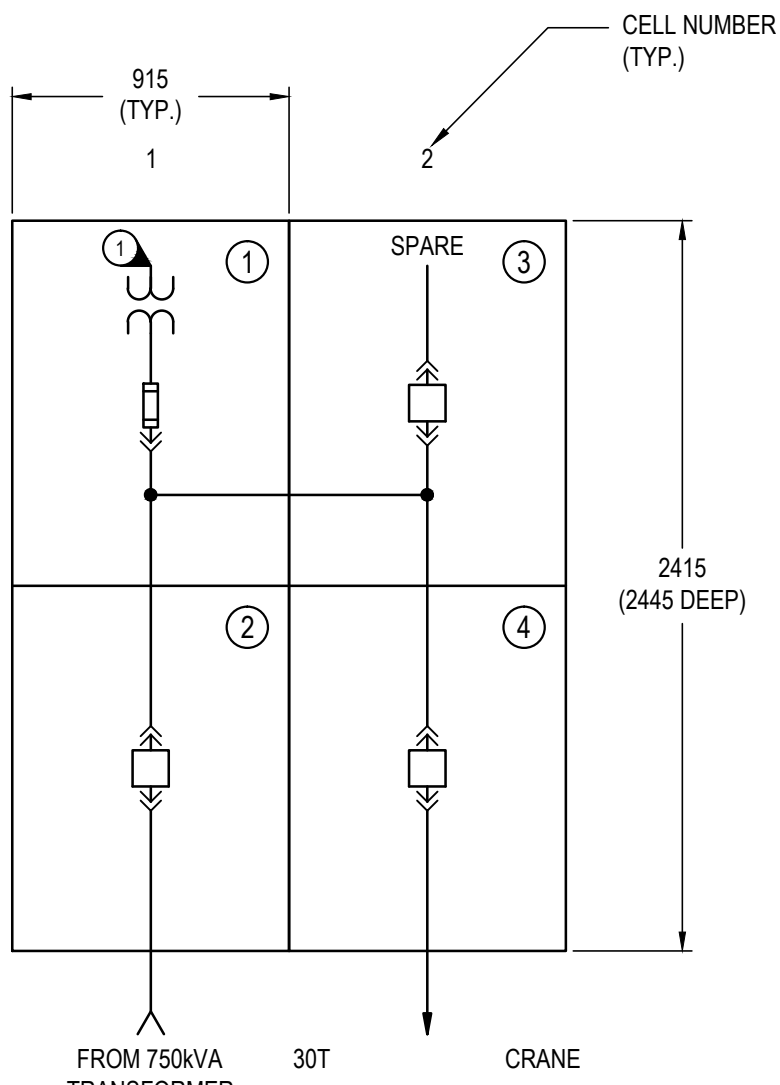 CELL NUMBER
(TYP.)
915
(TYP.)
1
2
1
1
SPARE
3
2415
(2445 DEEP)
2
4
FROM 750kVA 30T CRANE
TRANSFORMER